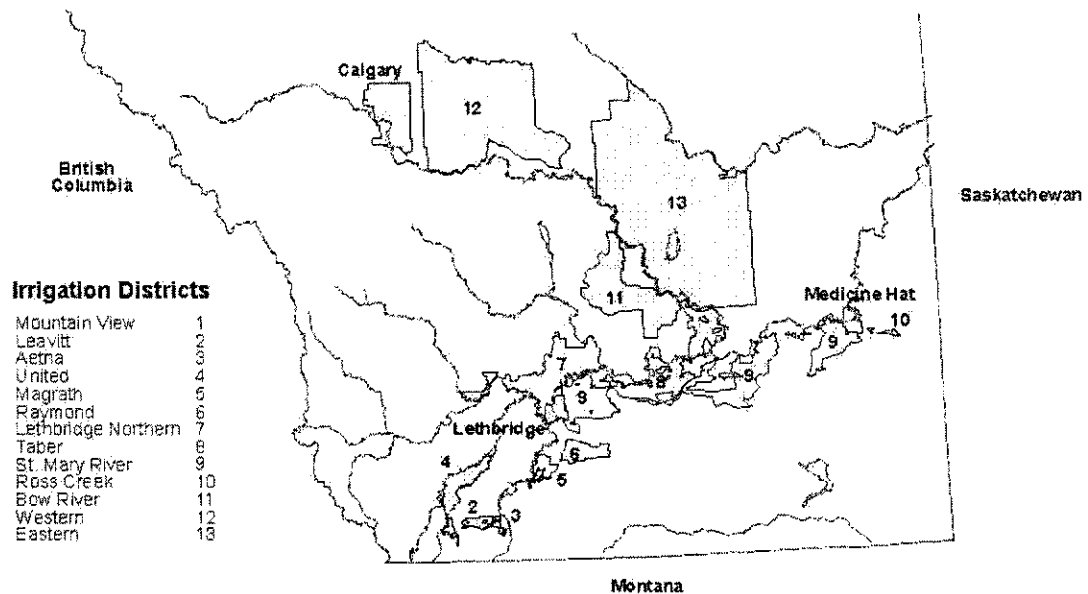 Calgary
12
British
Columbia
13
Saskatchewan
Irrigation Districts
Mountain View 1
Leavitt 2
Aetna 3
United 4
Magrath 5
Raymond 6
Lethbridge Northern 7
Taber 8
St. Mary River 9
Ross Creek 10
Bow River 11
Western 12
Eastern 13
11
Medicine Hat
10
9
7
8
9
9
Lethbridge
6
4
5
2
3
1
Montana